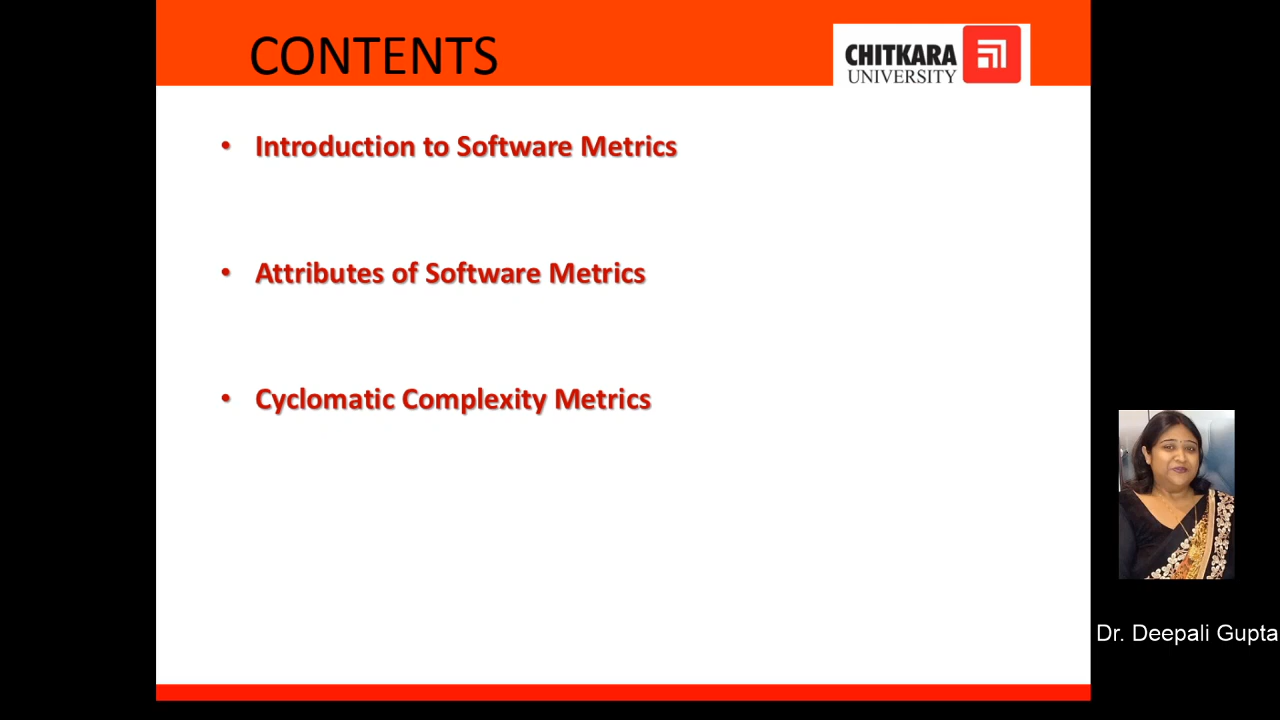 CONTENTS
CHITKARA
UNIVERSITY
• Introduction to Software Metrics
• Attributes of Software Metrics
• Cyclomatic Complexity Metrics
Dr. Deepali Gupta